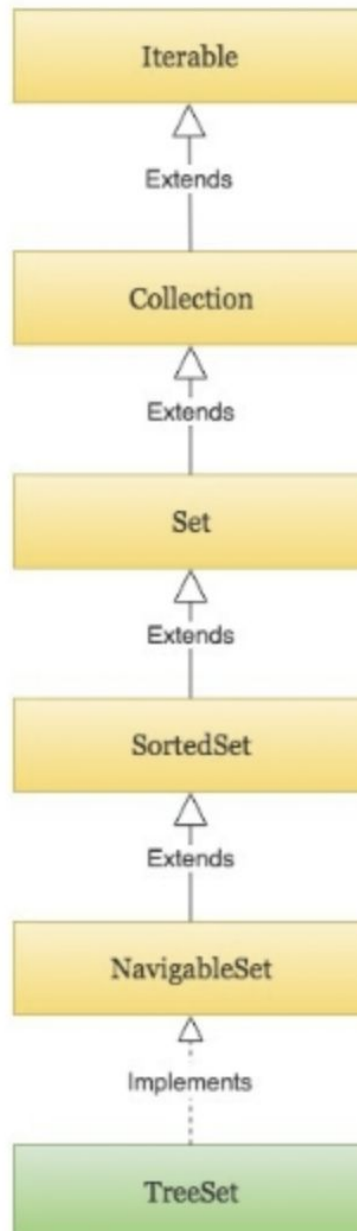 Iterable
Extends
Collection
Extends
Set
Extends
SortedSet
Extends
NavigableSet
Implements
TreeSet